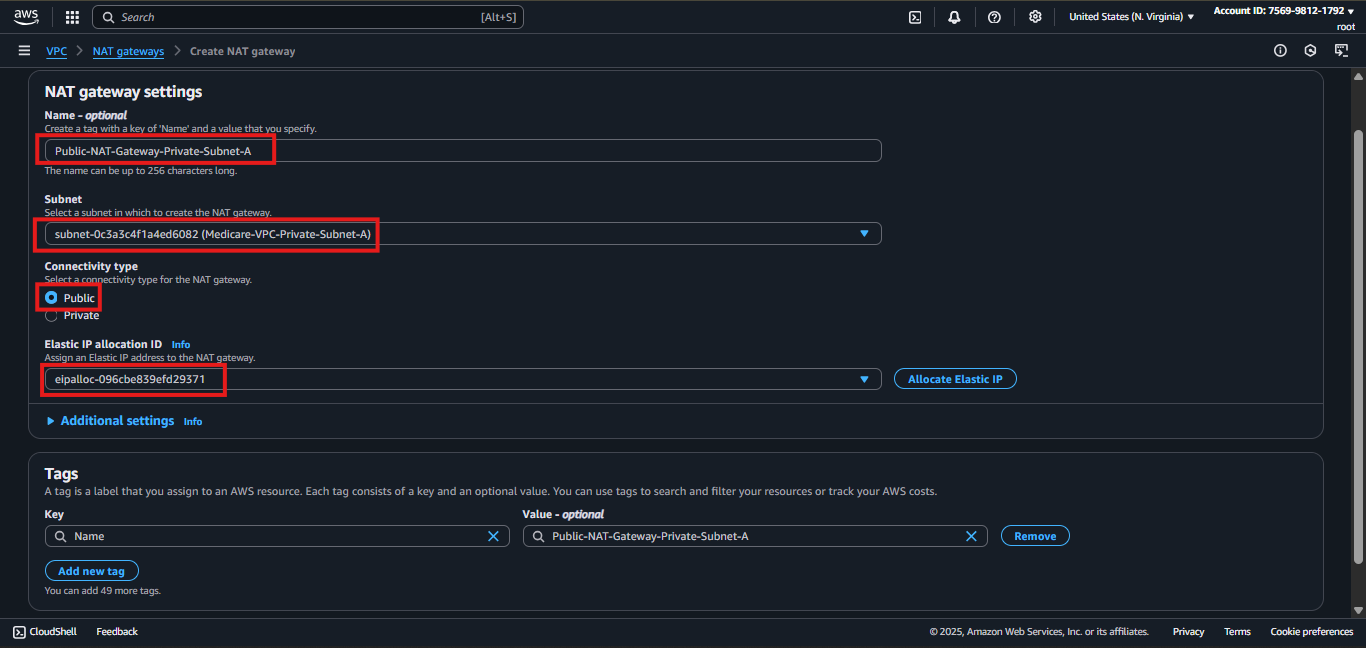 aws
Search [Alt+S]
United States (N. Virginia)
Account ID: 7569-9812-1792
root
VPC > NAT gateways > Create NAT gateway
NAT gateway settings
Name - optional
Create a tag with a key of 'Name' and a value that you specify.
Public-NAT-Gateway-Private-Subnet-A
The name can be up to 256 characters long.
Subnet
Select a subnet in which to create the NAT gateway.
subnet-0c3a3c4f1a4ed6082 (Medicare-VPC-Private-Subnet-A)
Connectivity type
Select a connectivity type for the NAT gateway.
Public
Private
Elastic IP allocation ID Info
Assign an Elastic IP address to the NAT gateway.
eipalloc-096cbe839efd29371
Allocate Elastic IP
Additional settings Info
Tags
A tag is a label that you assign to an AWS resource. Each tag consists of a key and an optional value. You can use tags to search and filter your resources or track your AWS costs.
Key
Value - optional
Name
Public-NAT-Gateway-Private-Subnet-A
Remove
Add new tag
You can add 49 more tags.
CloudShell Feedback © 2025, Amazon Web Services, Inc. or its affiliates. Privacy Terms Cookie preferences